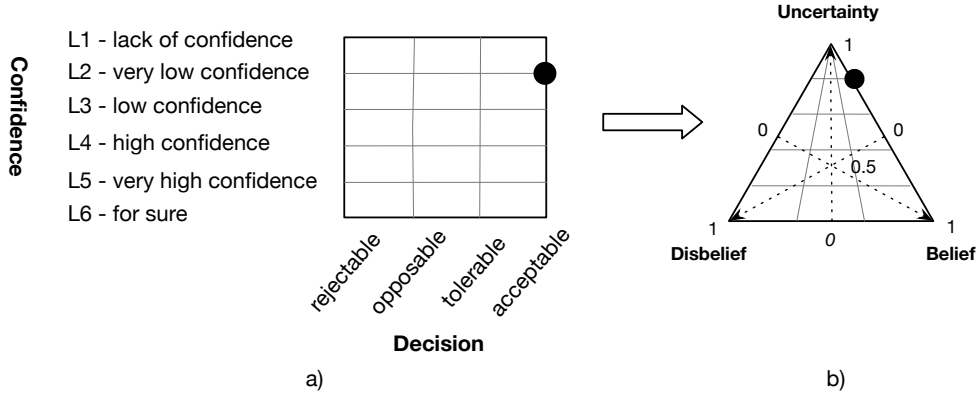 Confidence
L1 - lack of confidence
L2 - very low confidence
L3 - low confidence
L4 - high confidence
L5 - very high confidence
L6 - for sure
rejectable
opposable
tolerable
acceptable
Decision
a)
Uncertainty
1
0
0
0.5
1
1
0
Disbelief
Belief
b)